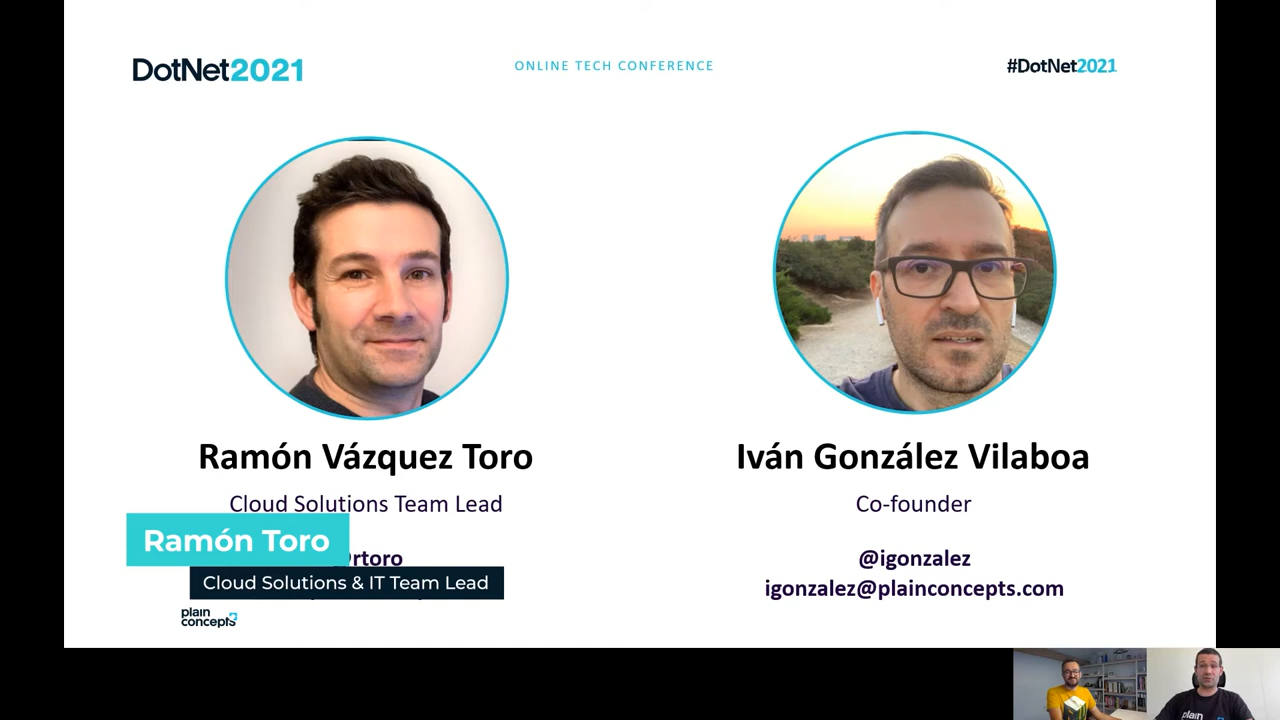 DotNet2021
ONLINE TECH CONFERENCE
#DotNet2021
Ramón Vázquez Toro
Cloud Solutions Team Lead
Iván González Vilaboa
Co-founder
@igonzalez
igonzalez@plainconcepts.com
rtoro
Ramón Toro
Cloud Solutions & IT Team Lead
plain
concepts
plain